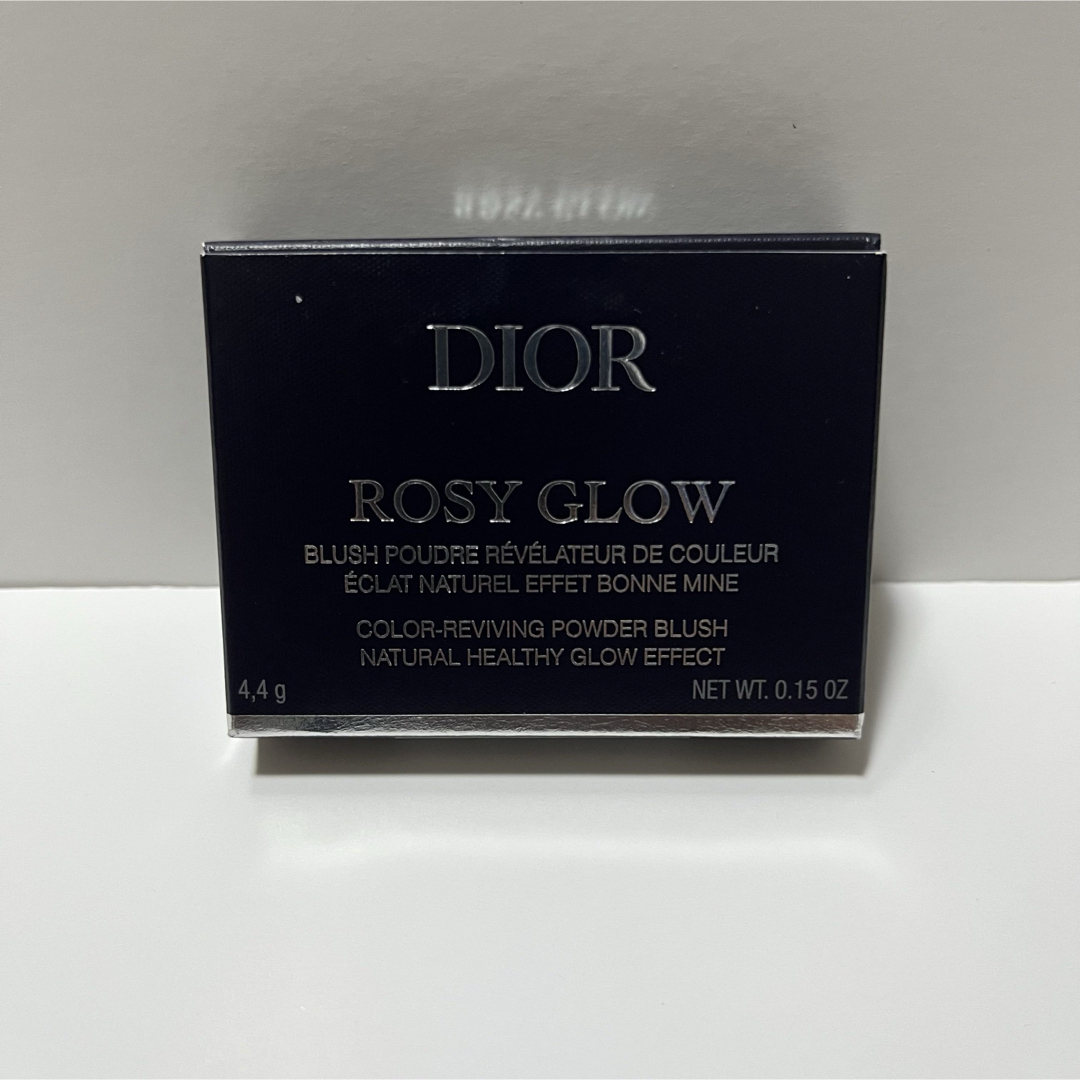 DIOR
ROSY GLOW
BLUSH POUDRE RÉVÉLATEUR DE COULEUR
ÉCLAT NATUREL EFFET BONNE MINE
COLOR-REVIVING POWDER BLUSH
NATURAL HEALTHY GLOW EFFECT
4,4 g NET WT. 0.15 OZ